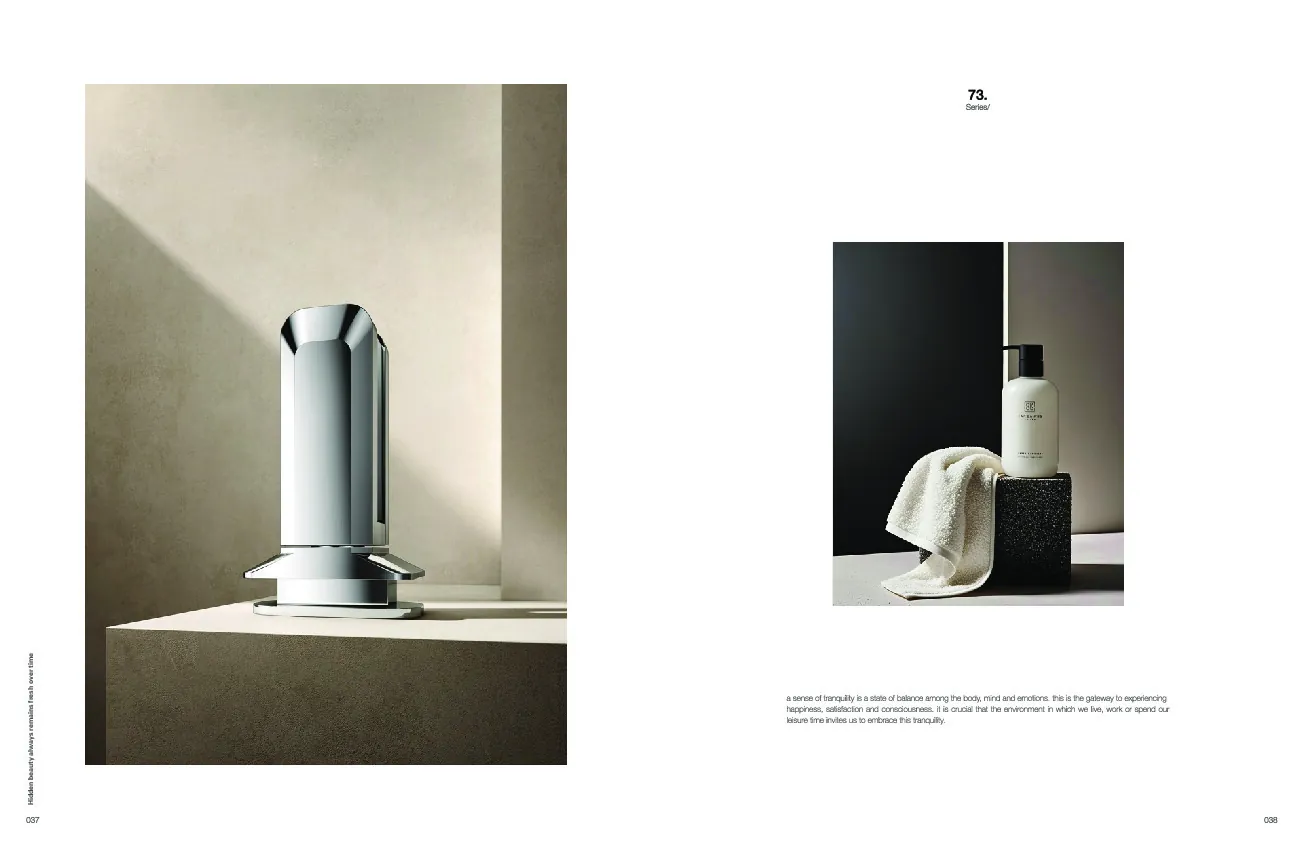 Hidden beauty always remains fresh over time
037
73.
Series/
a sense of tranquility is a state of balance among the body, mind and emotions. this is the gateway to experiencing
happiness, satisfaction and consciousness. it is crucial that the environment in which we live, work or spend our
leisure time invites us to embrace this tranquility.
038